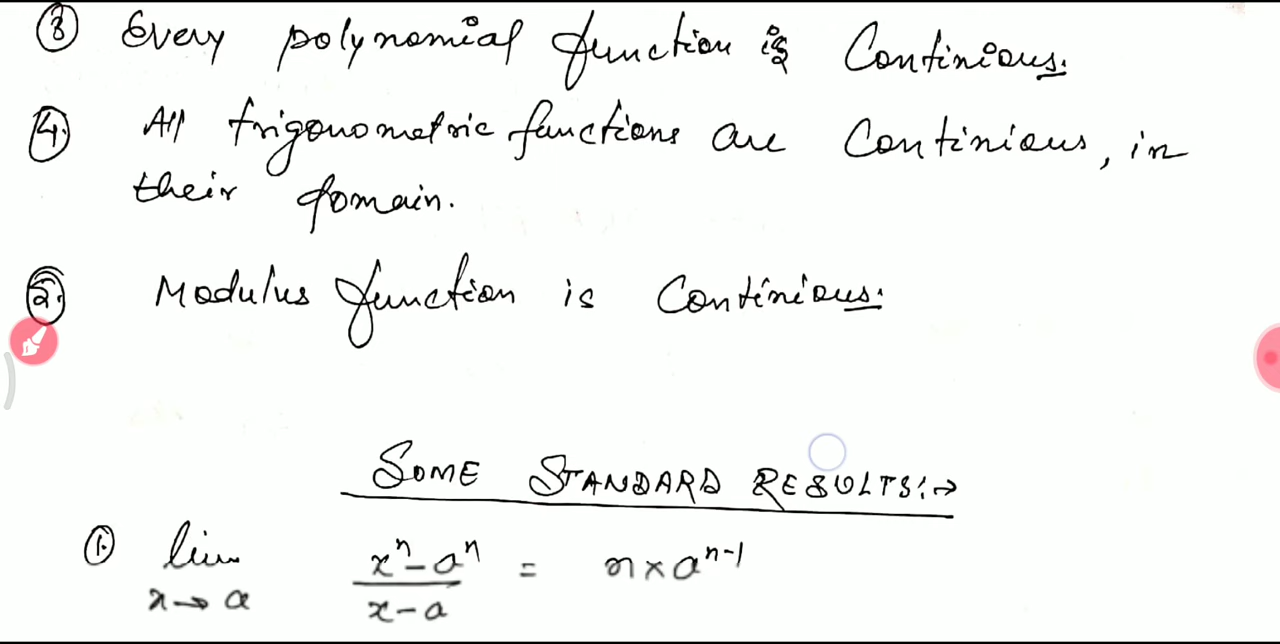 ③ Every polynomial function is Continious.
④ All trigonometric functions are Continious, in
their domain.
② Modulus function is Continious.
SOME STANDARD RESULTS:→
① lim x→a (xⁿ-aⁿ)/(x-a) = n×aⁿ⁻¹